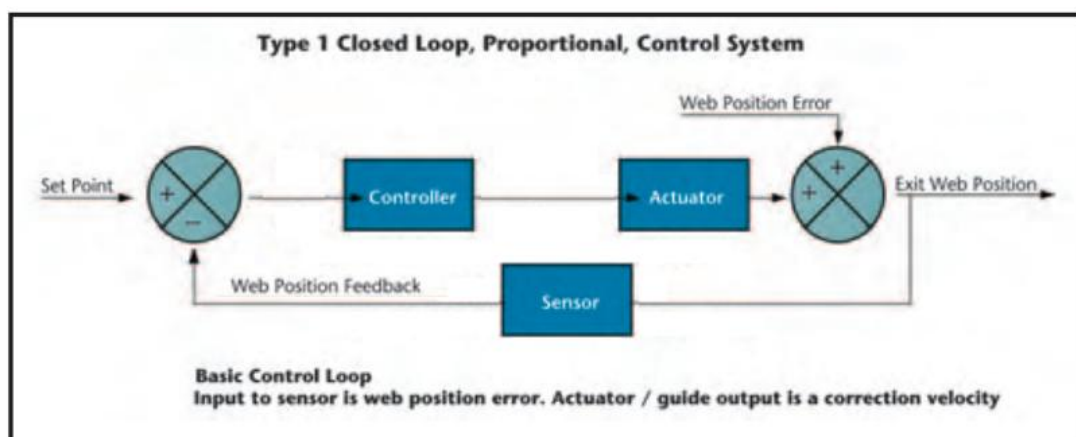 Type 1 Closed Loop, Proportional, Control System
Web Position Error
+
Set Point
+
Controller
Actuator
+
Exit Web Position
–
Web Position Feedback
Sensor
Basic Control Loop
Input to sensor is web position error. Actuator / guide output is a correction velocity